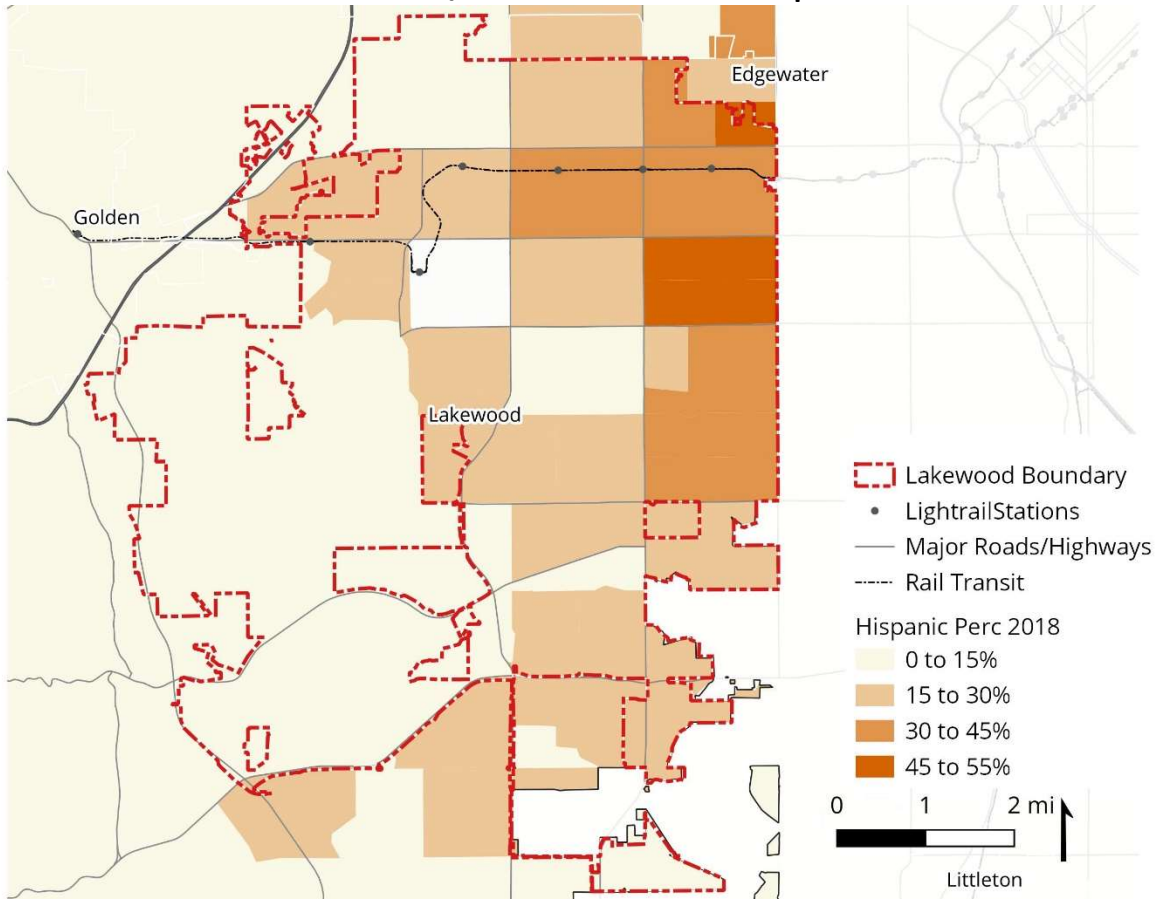 Edgewater
Golden
Lakewood
Lakewood Boundary
LightrailStations
Major Roads/Highways
Rail Transit
Hispanic Perc 2018
0 to 15%
15 to 30%
30 to 45%
45 to 55%
0 1 2 mi
Littleton